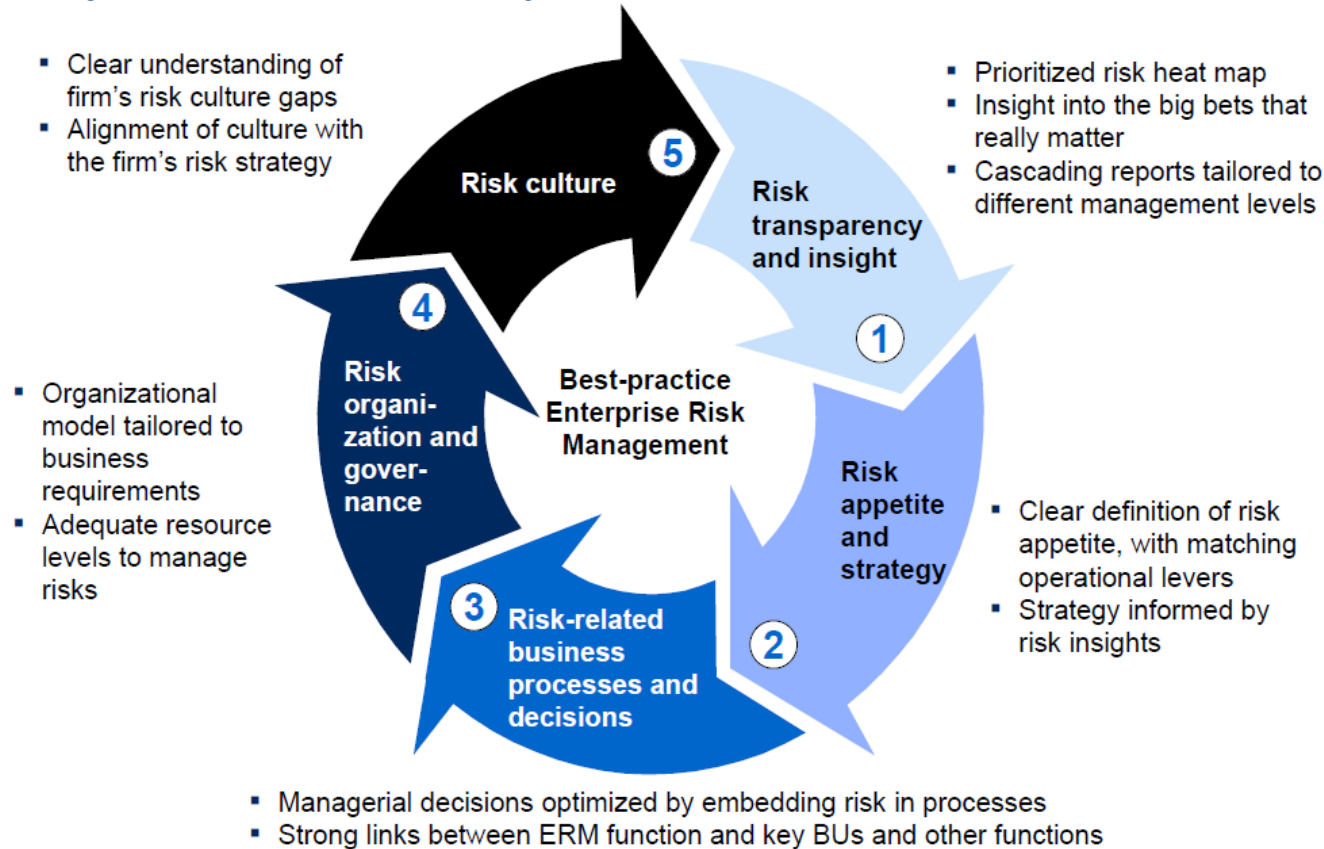 ▪ Clear understanding of
firm's risk culture gaps
▪ Alignment of culture with
the firm's risk strategy
▪ Prioritized risk heat map
▪ Insight into the big bets that
really matter
▪ Cascading reports tailored to
different management levels
5
Risk culture
Risk
transparency
and insight
1
4
Risk
organi-
zation and
gover-
nance
Best-practice
Enterprise Risk
Management
▪ Organizational
model tailored to
business
requirements
▪ Adequate resource
levels to manage
risks
Risk
appetite
and
strategy
2
▪ Clear definition of risk
appetite, with matching
operational levers
▪ Strategy informed by
risk insights
3
Risk-related
business
processes and
decisions
▪ Managerial decisions optimized by embedding risk in processes
▪ Strong links between ERM function and key BUs and other functions